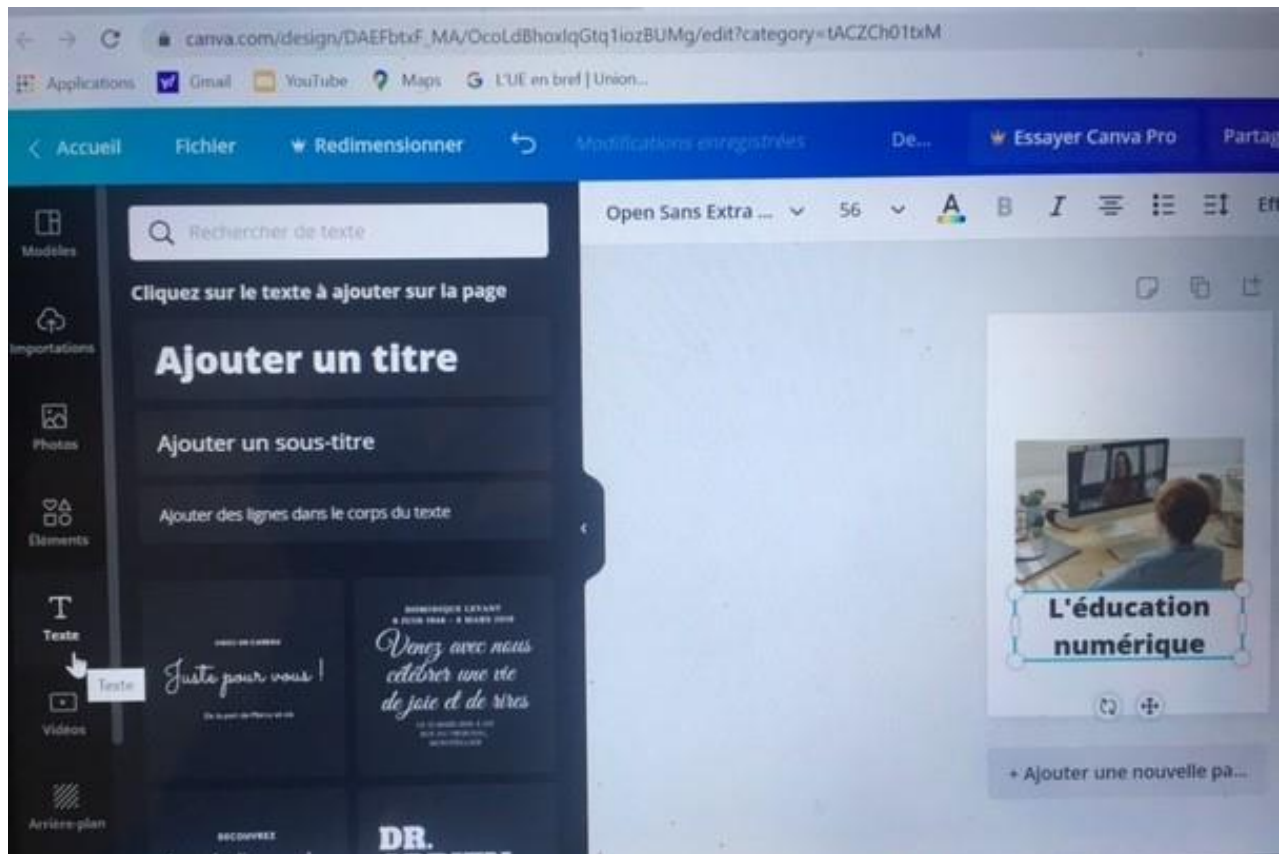 canva.com/design/DAEFbtxF_MA/OcoLdBhoxlqGtq1iozBUMg/edit?category=tACZCh01txM
Applications Gmail YouTube Maps L'UE en bref | Union...
Accueil Fichier Redimensionner Modifications enregistrées De... Essayer Canva Pro Partag
Open Sans Extra ... 56 A B I Eff
Modèles
Importations
Photos
Éléments
Texte
Texte
Vidéos
Arrière-plan
Rechercher de texte
Cliquez sur le texte à ajouter sur la page
Ajouter un titre
Ajouter un sous-titre
Ajouter des lignes dans le corps du texte
Juste pour vous !
DOMINIQUE LEVANT
Venez avec nous
célébrer une vie
de joie et de rires
DÉCOUVREZ
DR.
L'éducation
numérique
+ Ajouter une nouvelle pa...